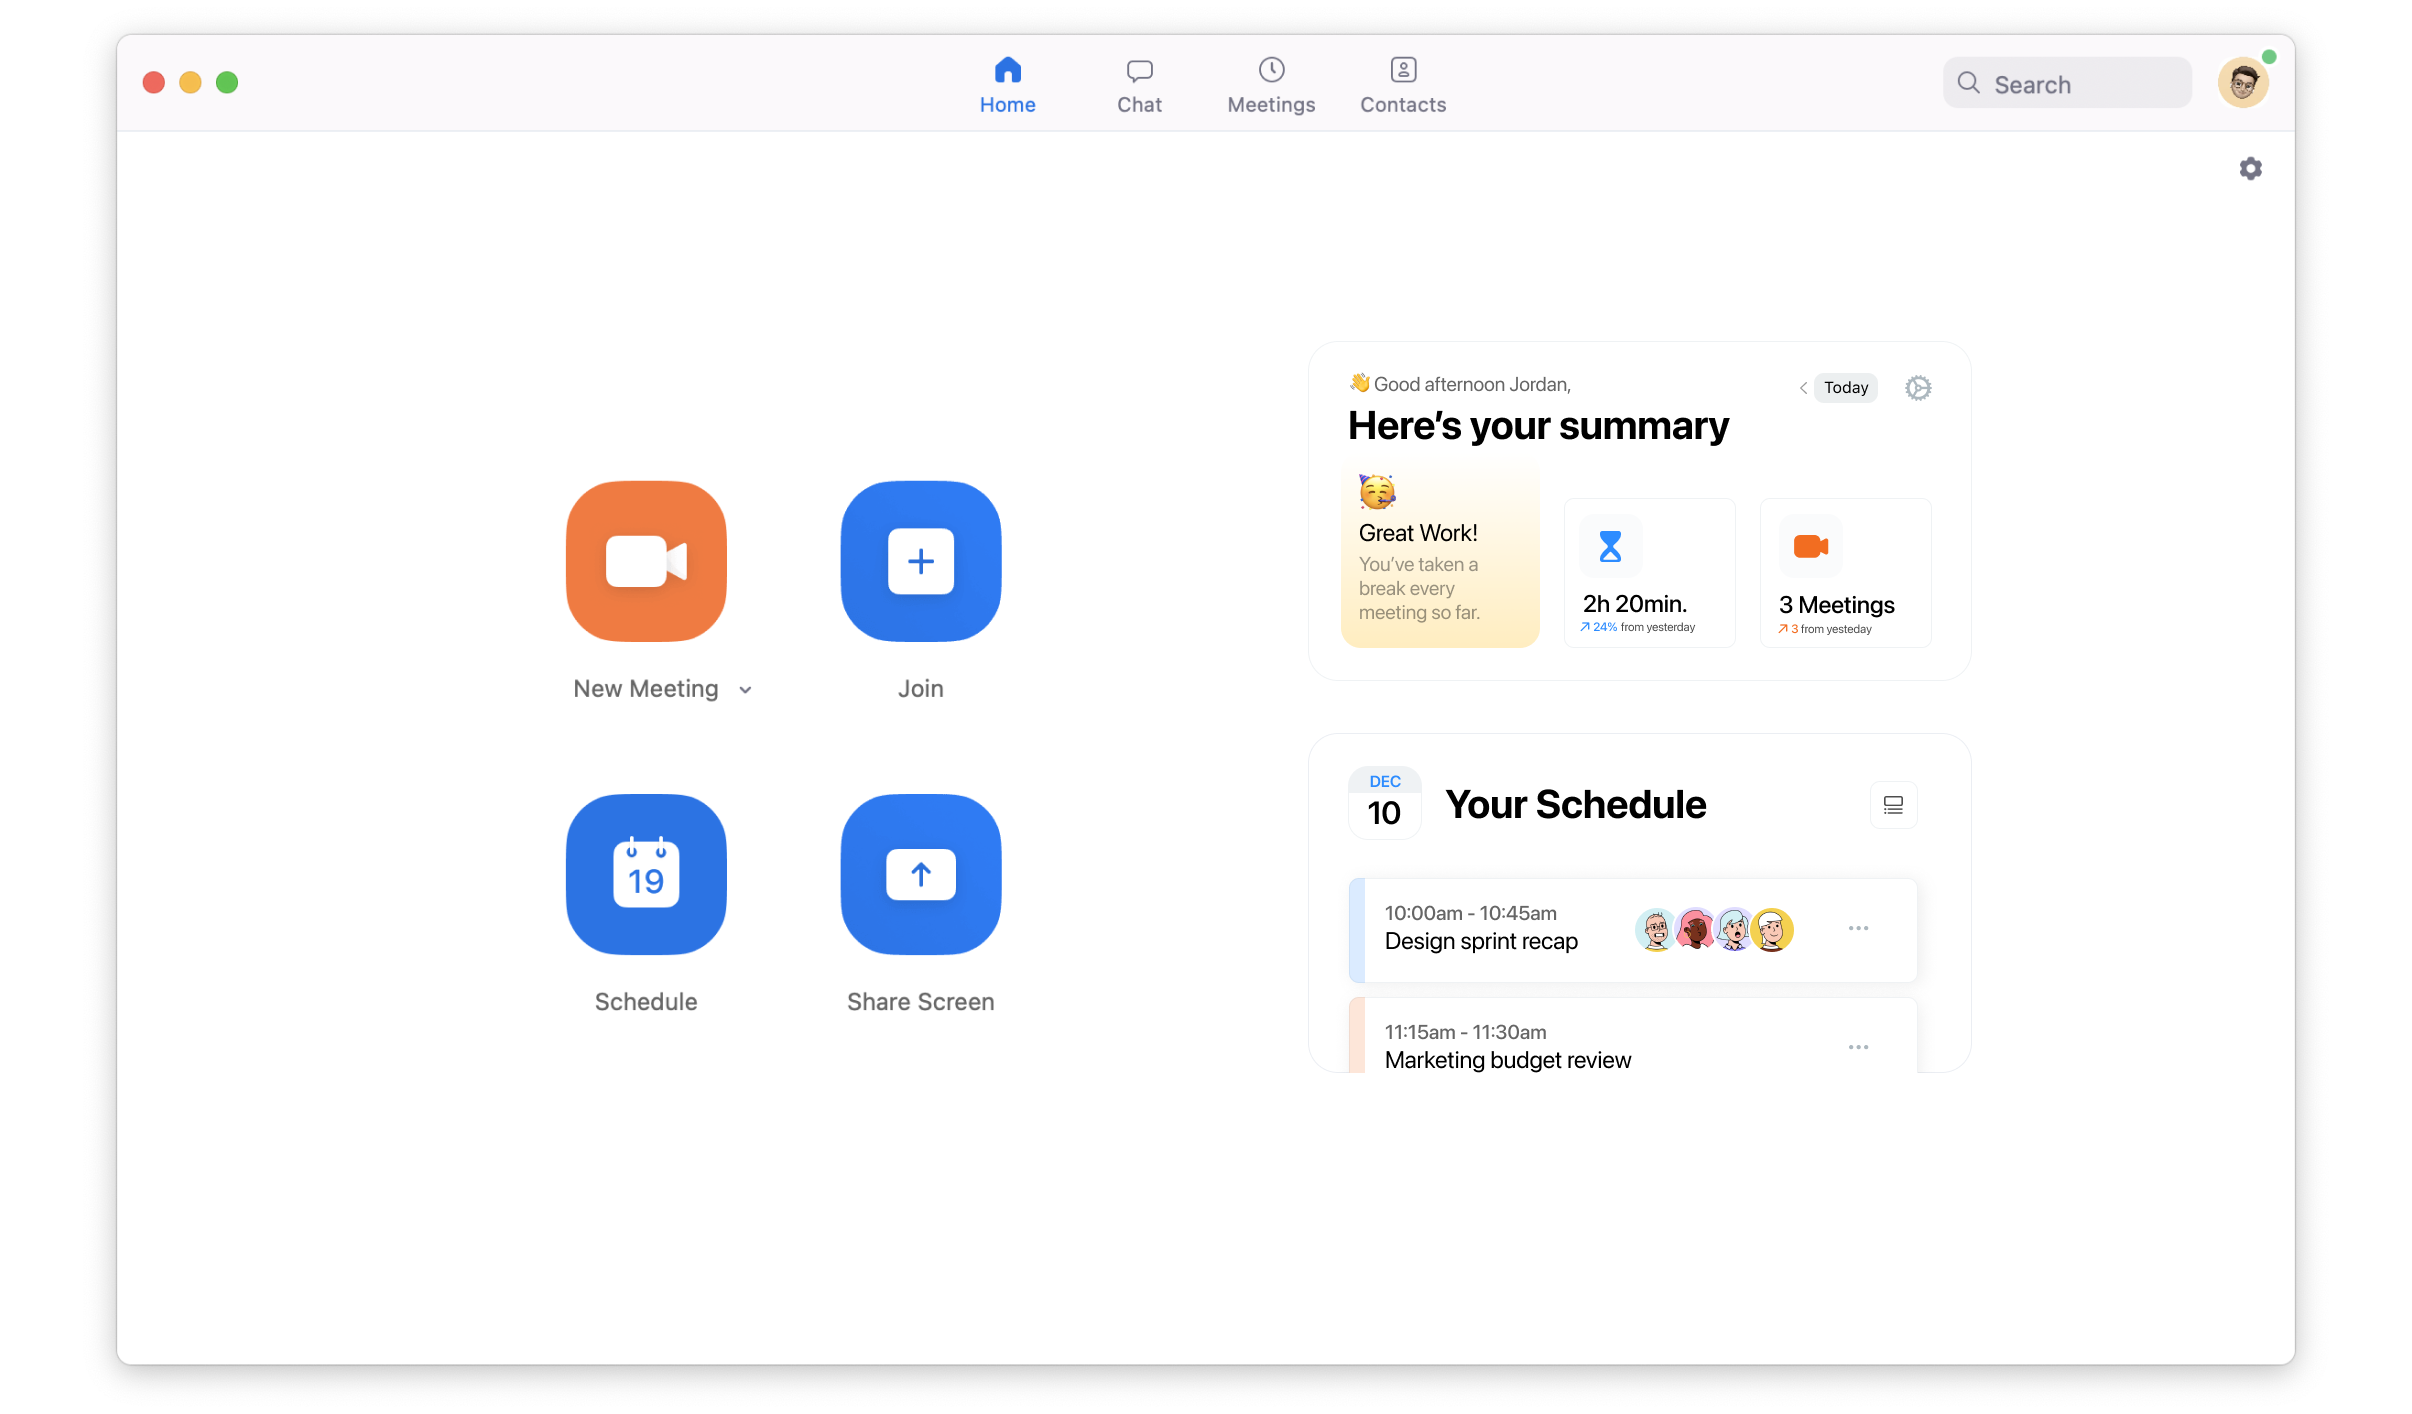 Home
Chat
Meetings
Contacts
Search
New Meeting
Join
19
Schedule
Share Screen
Good afternoon Jordan,
Today
Here's your summary
Great Work!
You've taken a
break every
meeting so far.
2h 20min.
24% from yesterday
3 Meetings
3 from yesteday
DEC
10
Your Schedule
10:00am - 10:45am
Design sprint recap
11:15am - 11:30am
Marketing budget review